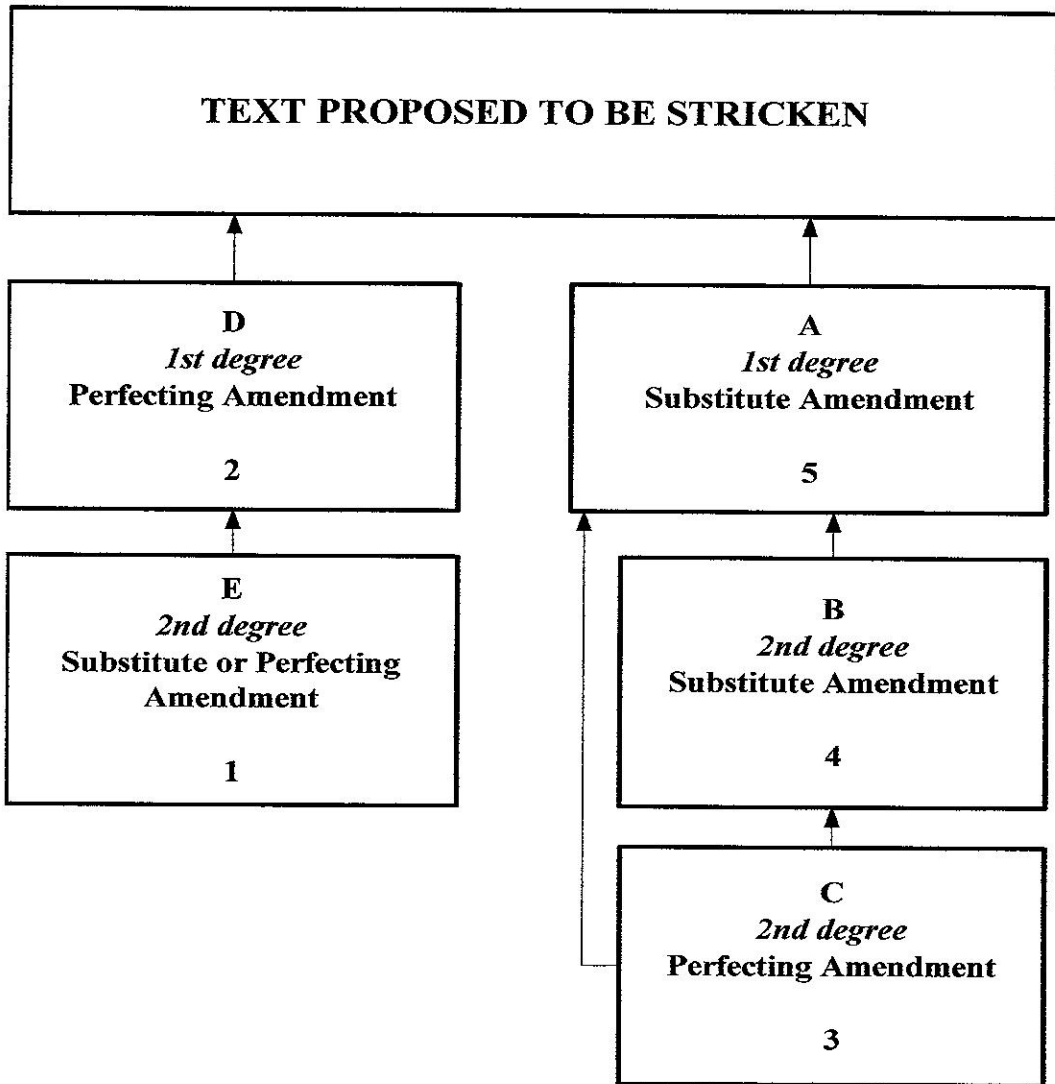 TEXT PROPOSED TO BE STRICKEN
D
1st degree
Perfecting Amendment
2
E
2nd degree
Substitute or Perfecting
Amendment
1
A
1st degree
Substitute Amendment
5
B
2nd degree
Substitute Amendment
4
C
2nd degree
Perfecting Amendment
3